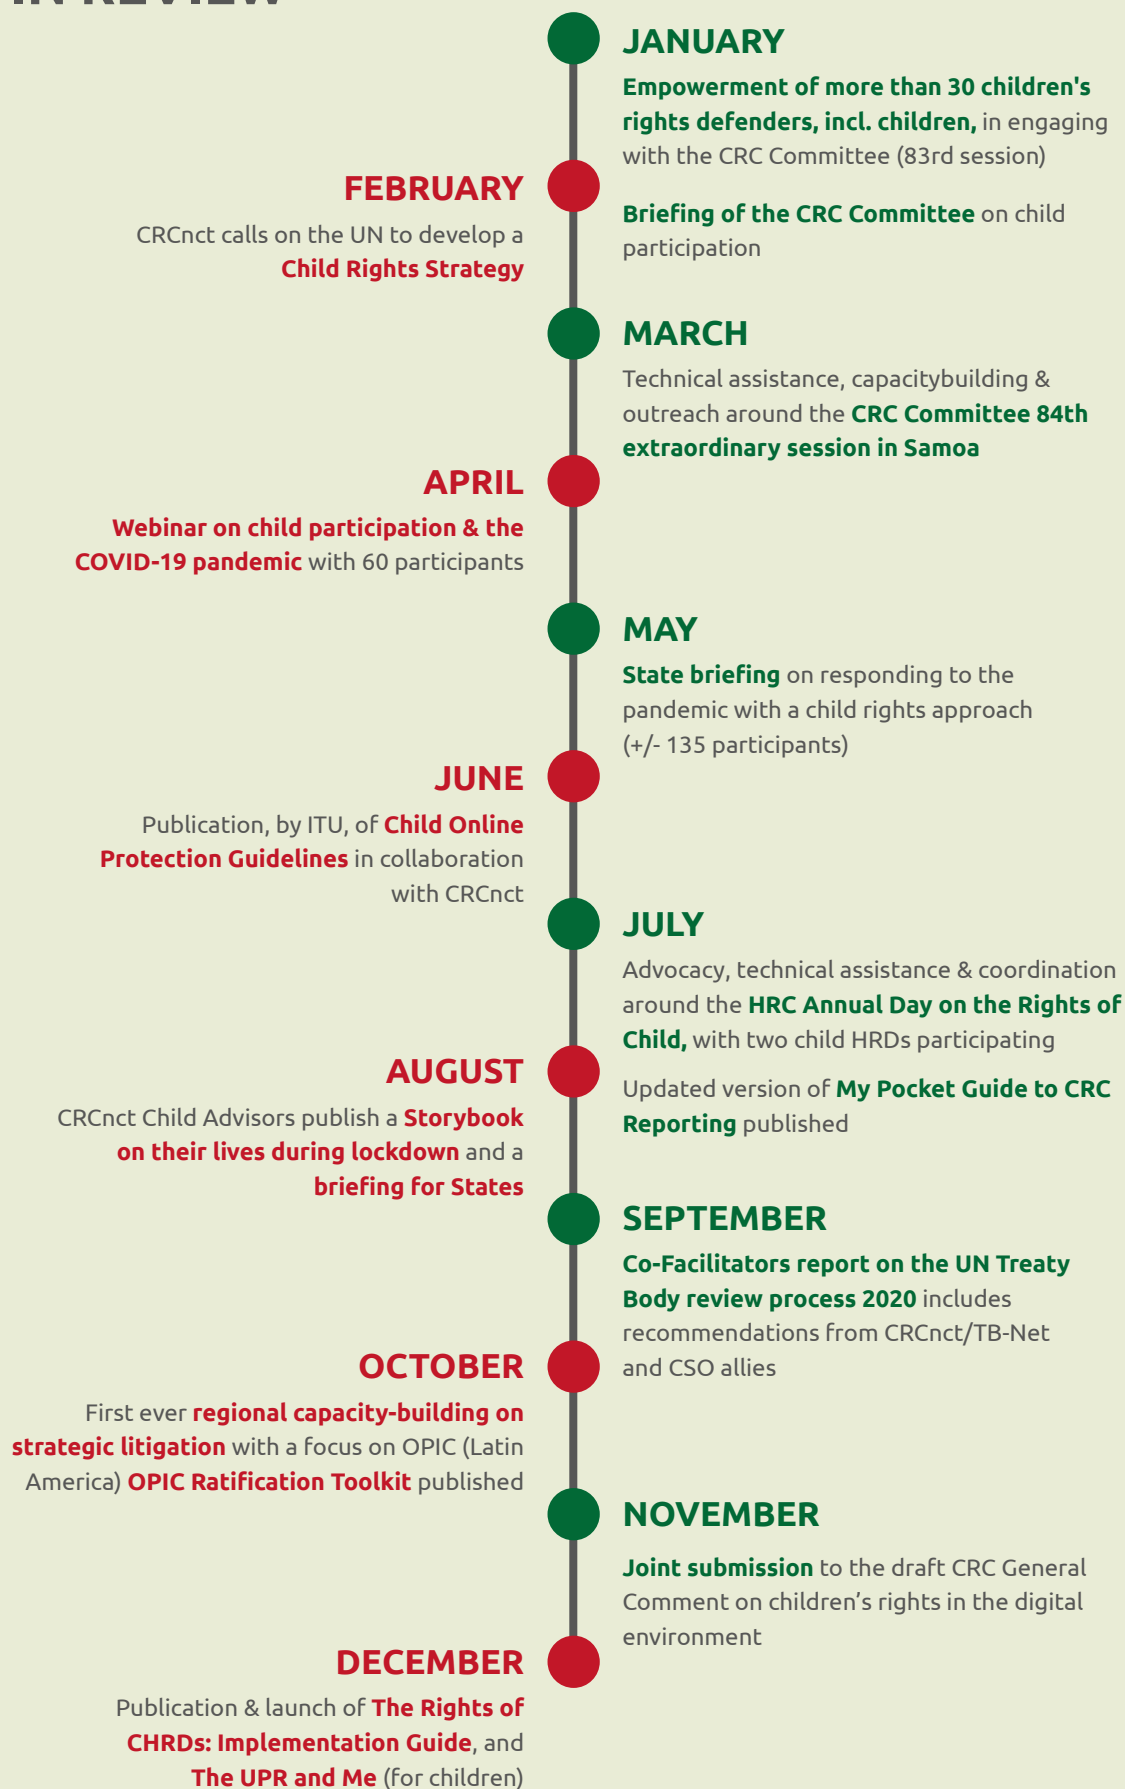 IN REVIEW
JANUARY
Empowerment of more than 30 children's
rights defenders, incl. children, in engaging
with the CRC Committee (83rd session)
Briefing of the CRC Committee on child
participation
FEBRUARY
CRCnct calls on the UN to develop a
Child Rights Strategy
MARCH
Technical assistance, capacitybuilding &
outreach around the CRC Committee 84th
extraordinary session in Samoa
APRIL
Webinar on child participation & the
COVID-19 pandemic with 60 participants
MAY
State briefing on responding to the
pandemic with a child rights approach
(+/- 135 participants)
JUNE
Publication, by ITU, of Child Online
Protection Guidelines in collaboration
with CRCnct
JULY
Advocacy, technical assistance & coordination
around the HRC Annual Day on the Rights of
Child, with two child HRDs participating
Updated version of My Pocket Guide to CRC
Reporting published
AUGUST
CRCnct Child Advisors publish a Storybook
on their lives during lockdown and a
briefing for States
SEPTEMBER
Co-Facilitators report on the UN Treaty
Body review process 2020 includes
recommendations from CRCnct/TB-Net
and CSO allies
OCTOBER
First ever regional capacity-building on
strategic litigation with a focus on OPIC (Latin
America) OPIC Ratification Toolkit published
NOVEMBER
Joint submission to the draft CRC General
Comment on children’s rights in the digital
environment
DECEMBER
Publication & launch of The Rights of
CHRDs: Implementation Guide, and
The UPR and Me (for children)